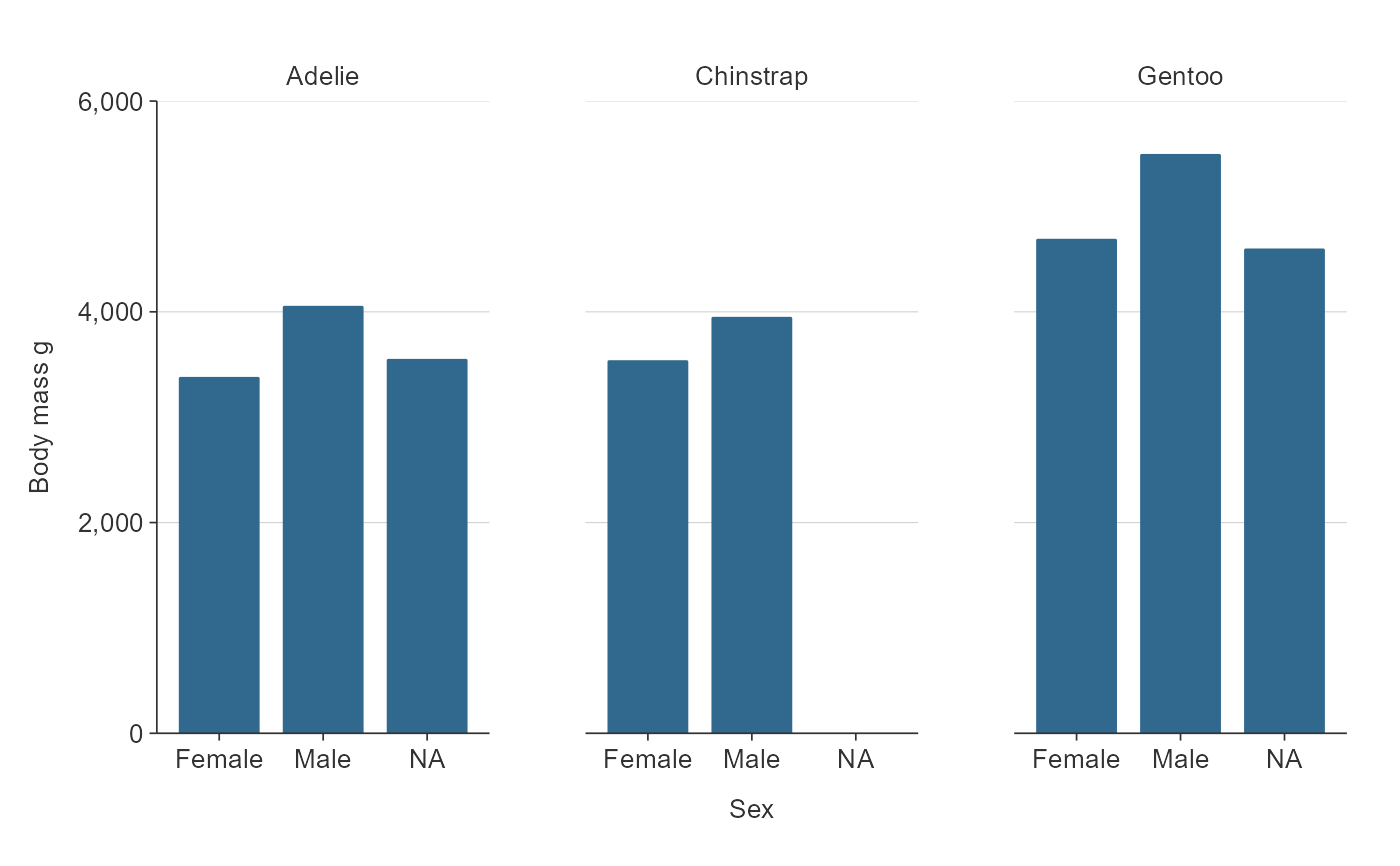 Adelie Chinstrap Gentoo
6,000
4,000
2,000
0
Body mass g
Female Male NA Female Male NA Female Male NA
Sex